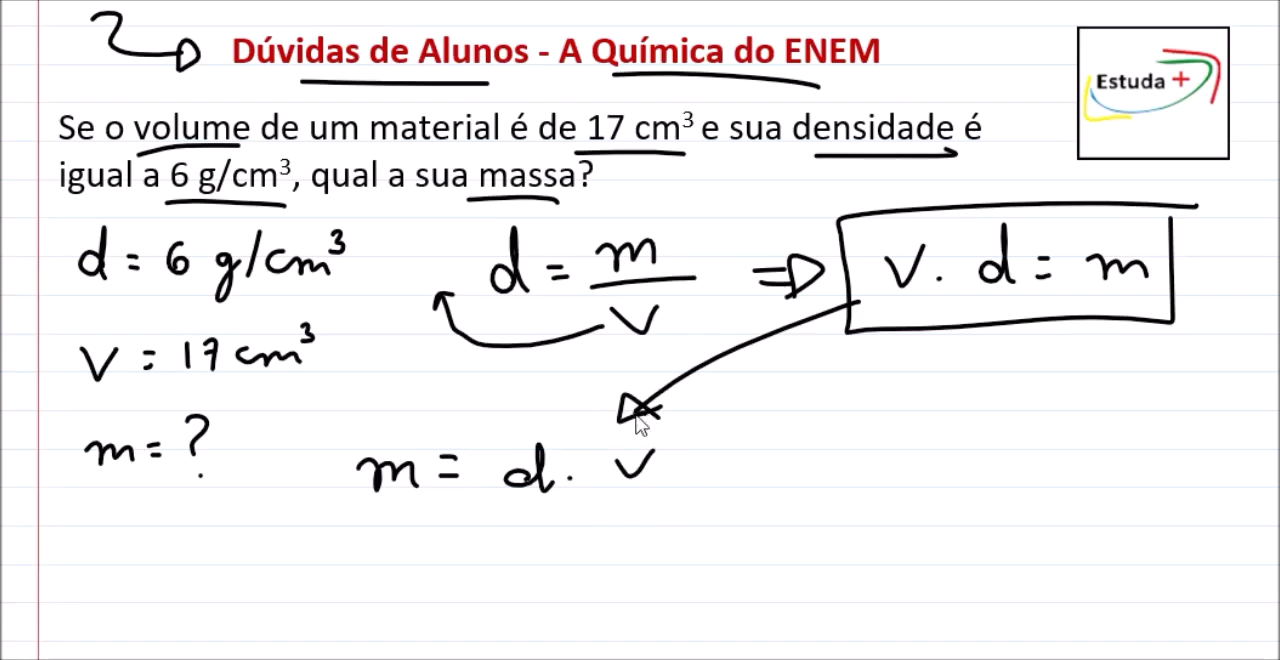 Dúvidas de Alunos - A Química do ENEM
Estuda +
Se o volume de um material é de 17 cm³ e sua densidade é
igual a 6 g/cm³, qual a sua massa?
d = 6 g/cm³
d = m/v ⇒ v. d = m
v = 17 cm³
m = ?
m = d. v